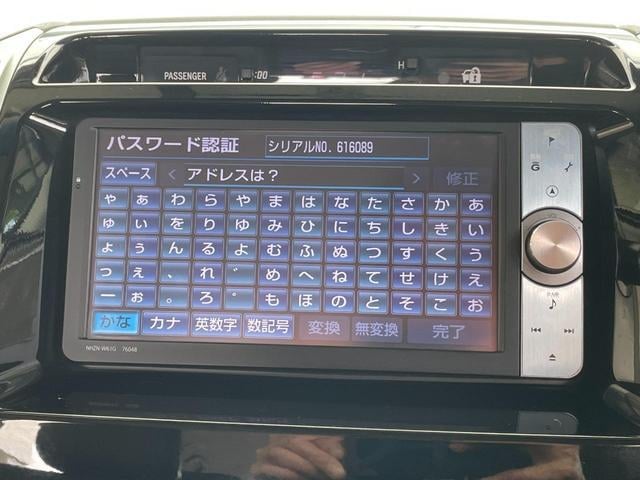 PASSENGER :00 H
パスワード認証 シリアルNO. 616089
スペース アドレスは? 修正
ゃ ぁ わ ら や ま は な た さ か あ
ゅ ぃ を り ゆ み ひ に ち し き い
ょ ぅ ん る よ む ふ ぬ つ す く う
っ ぇ 、 れ ゛ め へ ね て せ け え
ー ぉ 。 ろ ゜ も ほ の と そ こ お
かな カナ 英数字 数記号 変換 無変換 完了
NHZN-W61G 76048
G
VOL
PWR